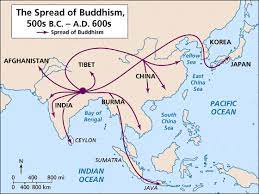 The Spread of Buddhism,
500s B.C. – A.D. 600s
Spread of Buddhism
AFGHANISTAN
TIBET
CHINA
KOREA
JAPAN
Yellow
Sea
East
China
Sea
INDIA
BURMA
Bay of
Bengal
South
China
Sea
PACIFIC
OCEAN
CEYLON
SUMATRA
JAVA
INDIAN
OCEAN
0 400 800 mi
0 400 km